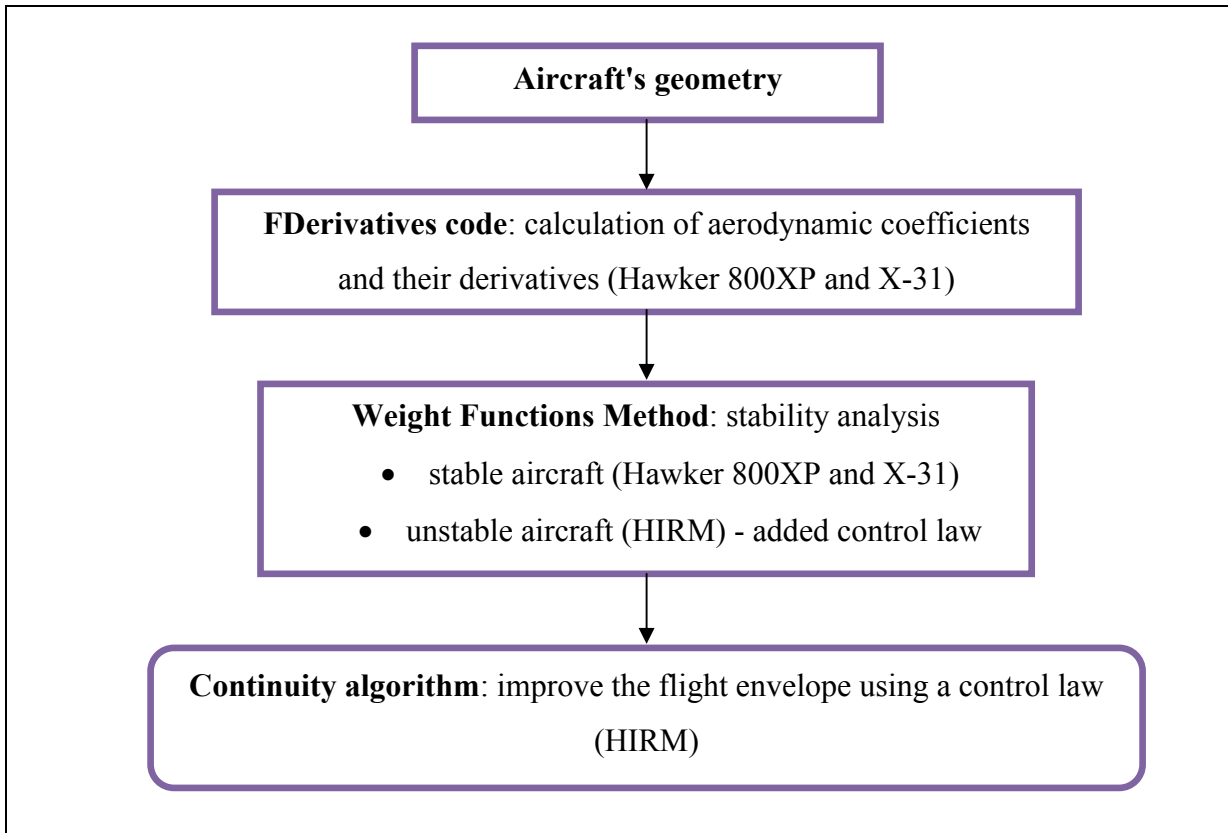 Aircraft's geometry
FDerivatives code: calculation of aerodynamic coefficients
and their derivatives (Hawker 800XP and X-31)
Weight Functions Method: stability analysis
• stable aircraft (Hawker 800XP and X-31)
• unstable aircraft (HIRM) - added control law
Continuity algorithm: improve the flight envelope using a control law
(HIRM)